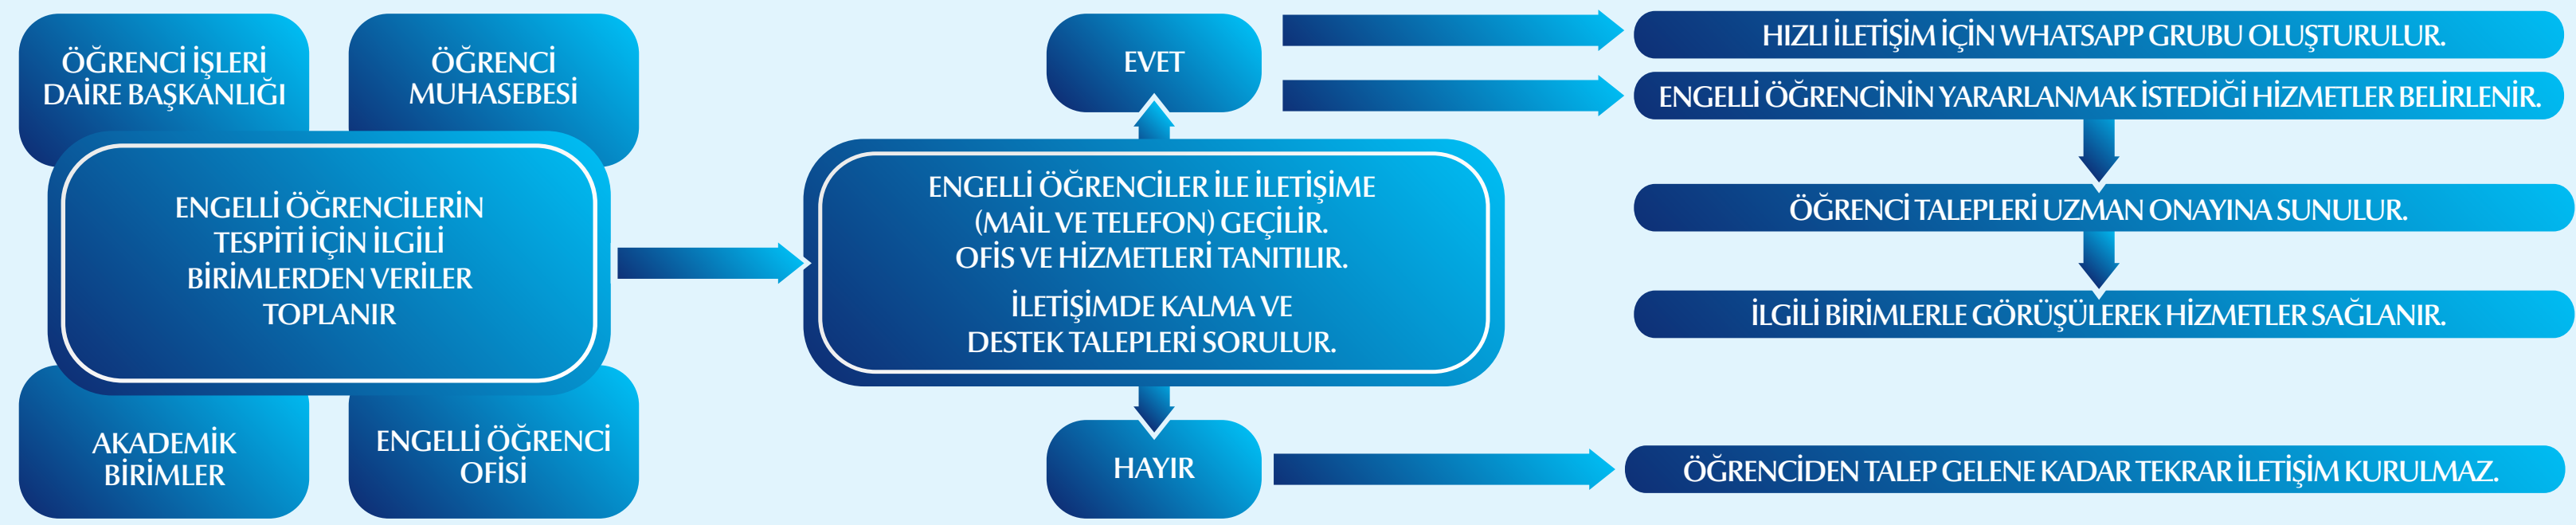 ÖĞRENCİ İŞLERİ
DAİRE BAŞKANLIĞI
ÖĞRENCİ
MUHASEBESİ
ENGELLİ ÖĞRENCİLERİN
TESPİTİ İÇİN İLGİLİ
BİRİMLERDEN VERİLER
TOPLANIR
AKADEMİK
BİRİMLER
ENGELLİ ÖĞRENCİ
OFİSİ
ENGELLİ ÖĞRENCİLER İLE İLETİŞİME
(MAİL VE TELEFON) GEÇİLİR.
OFİS VE HİZMETLERİ TANITILIR.
İLETİŞİMDE KALMA VE
DESTEK TALEPLERİ SORULUR.
EVET
HIZLI İLETİŞİM İÇİN WHATSAPP GRUBU OLUŞTURULUR.
ENGELLİ ÖĞRENCİNİN YARARLANMAK İSTEDİĞİ HİZMETLER BELİRLENİR.
ÖĞRENCİ TALEPLERİ UZMAN ONAYINA SUNULUR.
İLGİLİ BİRİMLERLE GÖRÜŞÜLEREK HİZMETLER SAĞLANIR.
HAYIR
ÖĞRENCİDEN TALEP GELENE KADAR TEKRAR İLETİŞİM KURULMAZ.